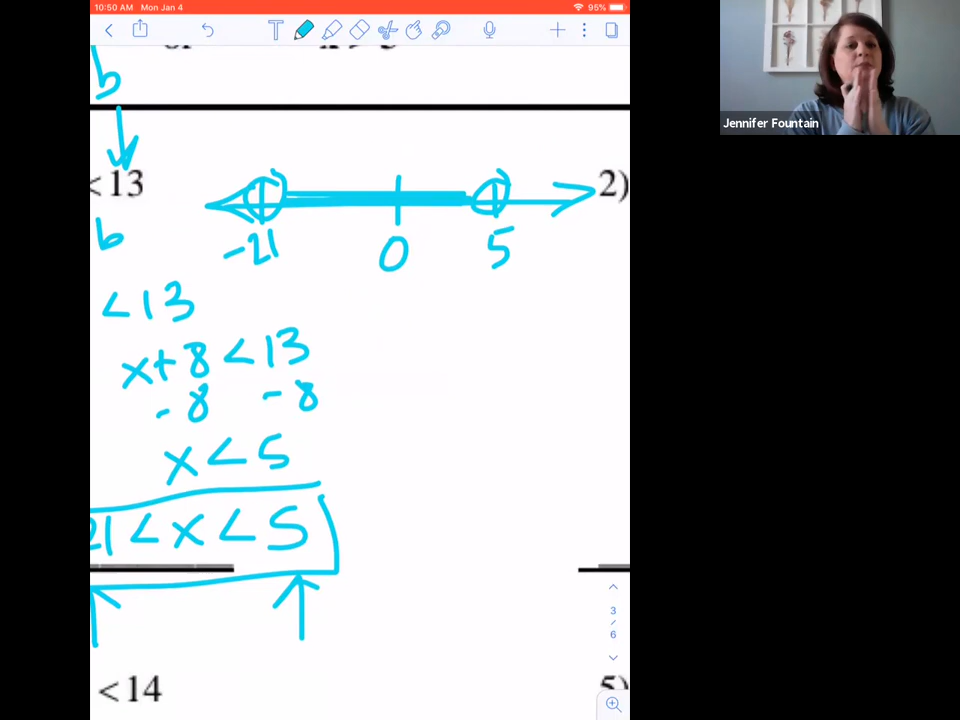 10:50 AM Mon Jan 4
95%
T
b
<13
2)
b
-21 0 5
<13
x+8<13
-8 -8
x<5
21<x<5
3
/
6
<14
5)
Jennifer Fountain